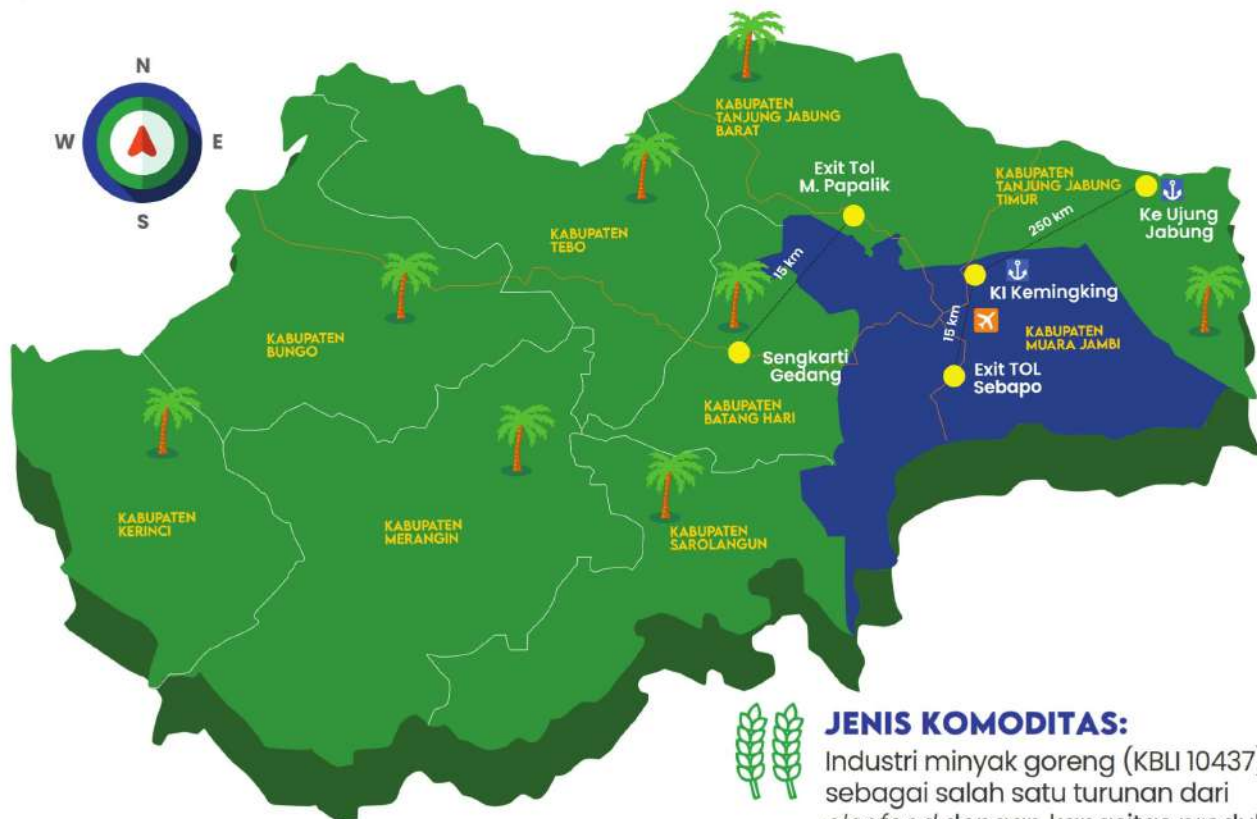 N
W
E
S
KABUPATEN
TANJUNG JABUNG
BARAT
Exit Tol
M. Papalik
KABUPATEN
TANJUNG JABUNG
TIMUR
250 km
Ke Ujung
Jabung
KABUPATEN
TEBO
15 km
KI Kemingking
15 km
KABUPATEN
MUARA JAMBI
KABUPATEN
BUNGO
Sengkarti
Gedang
Exit TOL
Sebapo
KABUPATEN
BATANG HARI
KABUPATEN
KERINCI
KABUPATEN
MERANGIN
KABUPATEN
SAROLANGUN
JENIS KOMODITAS:
Industri minyak goreng (KBLI 10437)
sebagai salah satu turunan dari